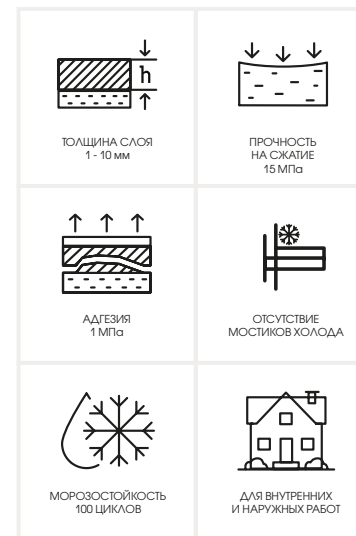 h
ТОЛЩИНА СЛОЯ
1 - 10 мм
ПРОЧНОСТЬ
НА СЖАТИЕ
15 МПа
АДГЕЗИЯ
1 МПа
ОТСУТСТВИЕ
МОСТИКОВ ХОЛОДА
МОРОЗОСТОЙКОСТЬ
100 ЦИКЛОВ
ДЛЯ ВНУТРЕННИХ
И НАРУЖНЫХ РАБОТ